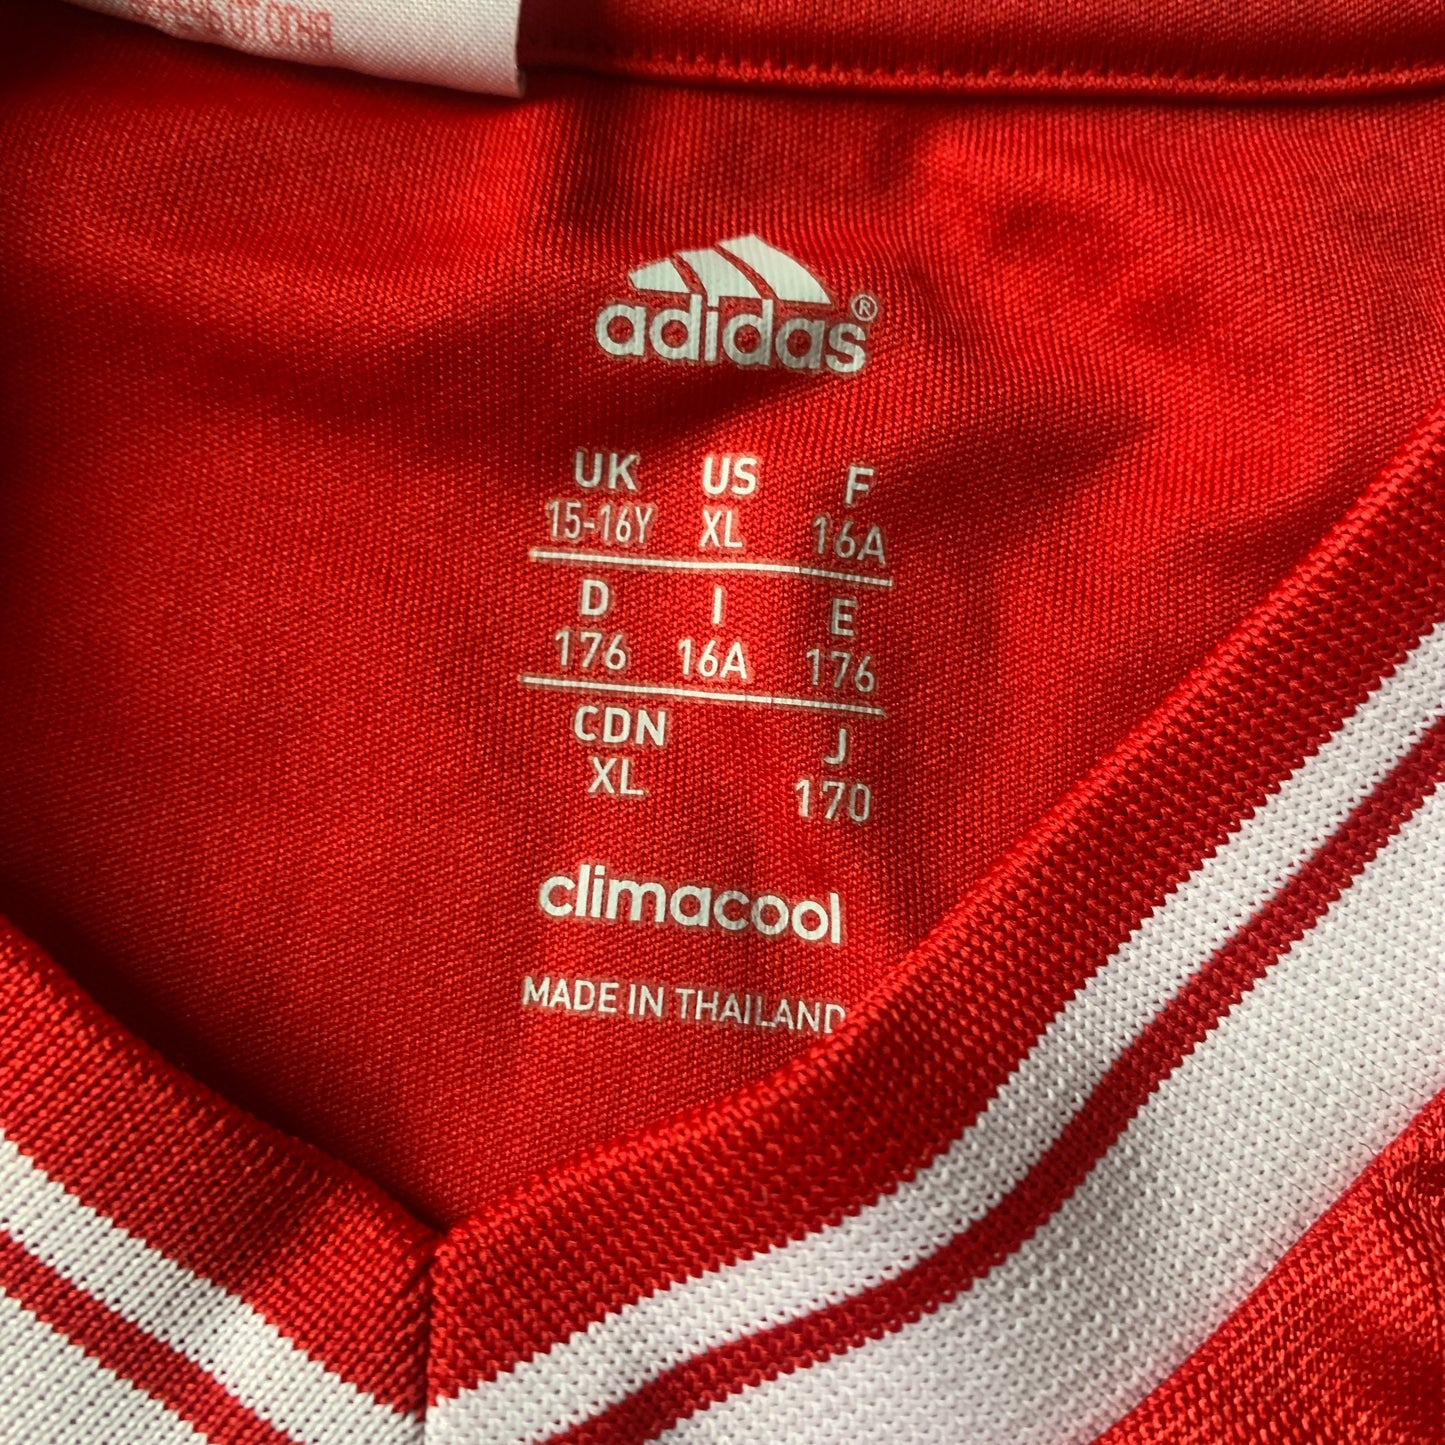 adidas®
UK US F
15-16Y XL 16A
D I E
176 16A 176
CDN J
XL 170
climacool
MADE IN THAILAND